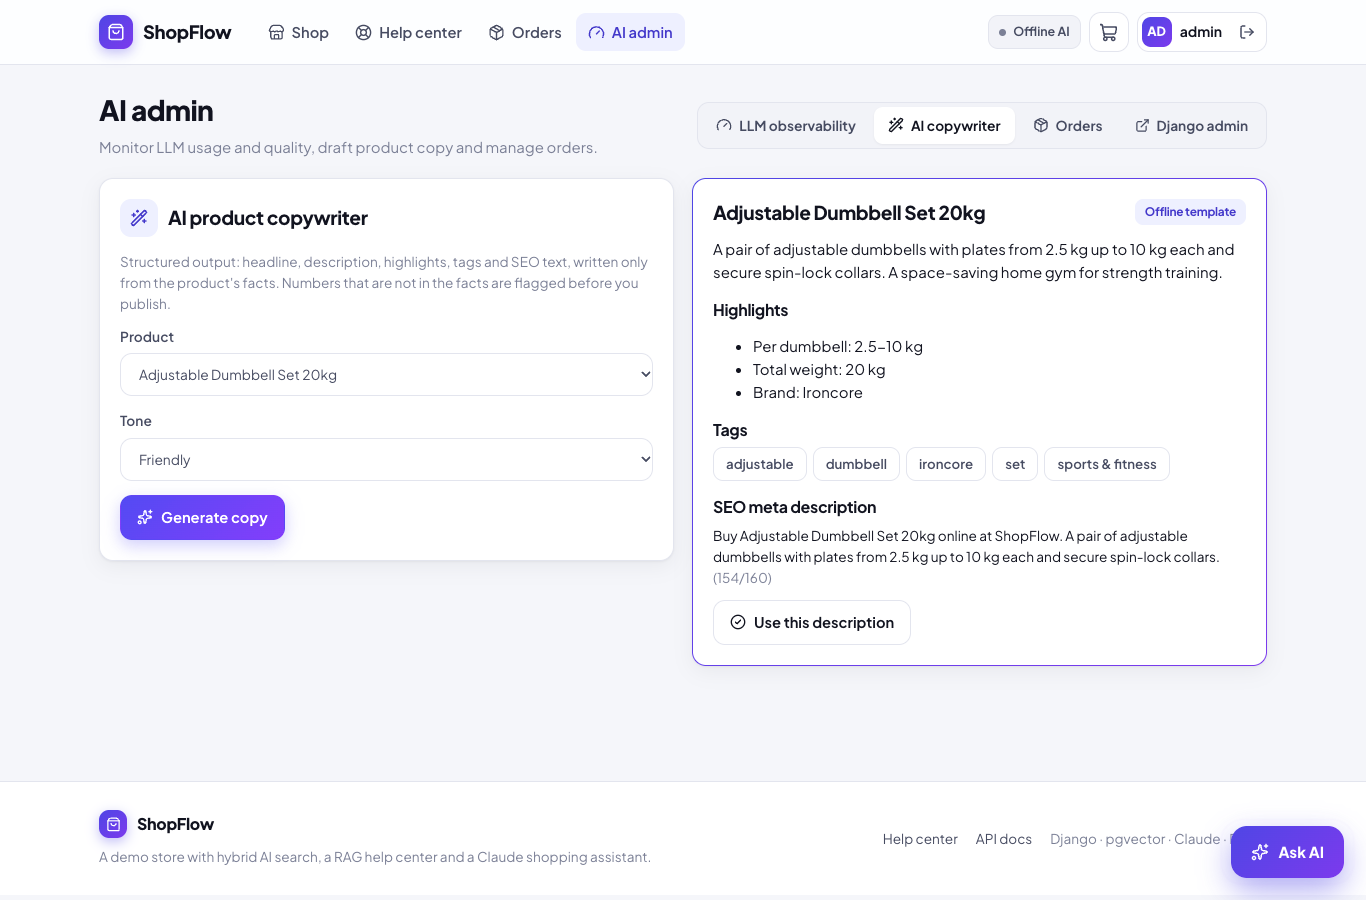 ShopFlow
Shop
Help center
Orders
AI admin
Offline AI
AD
admin
AI admin
Monitor LLM usage and quality, draft product copy and manage orders.
LLM observability
AI copywriter
Orders
Django admin
AI product copywriter
Structured output: headline, description, highlights, tags and SEO text, written only
from the product's facts. Numbers that are not in the facts are flagged before you
publish.
Product
Adjustable Dumbbell Set 20kg
Tone
Friendly
Generate copy
Adjustable Dumbbell Set 20kg
Offline template
A pair of adjustable dumbbells with plates from 2.5 kg up to 10 kg each and
secure spin-lock collars. A space-saving home gym for strength training.
Highlights
Per dumbbell: 2.5–10 kg
Total weight: 20 kg
Brand: Ironcore
Tags
adjustable
dumbbell
ironcore
set
sports & fitness
SEO meta description
Buy Adjustable Dumbbell Set 20kg online at ShopFlow. A pair of adjustable
dumbbells with plates from 2.5 kg up to 10 kg each and secure spin-lock collars.
(154/160)
Use this description
ShopFlow
A demo store with hybrid AI search, a RAG help center and a Claude shopping assistant.
Help center
API docs
Django · pgvector · Claude ·
Ask AI